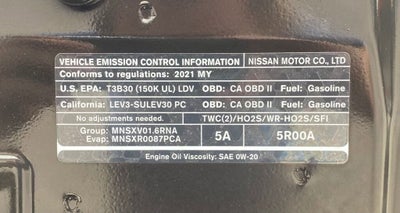 VEHICLE EMISSION CONTROL INFORMATION NISSAN MOTOR CO., LTD
Conforms to regulations: 2021 MY
U.S. EPA: T3B30 (150K UL) LDV OBD: CA OBD II Fuel: Gasoline
California: LEV3-SULEV30 PC OBD: CA OBD II Fuel: Gasoline
No adjustments needed. TWC(2)/HO2S/WR-HO2S/SFI
Group: MNSXV01.6RNA
Evap: MNSXR0087PCA
5A 5R00A
Engine Oil Viscosity: SAE 0W-20